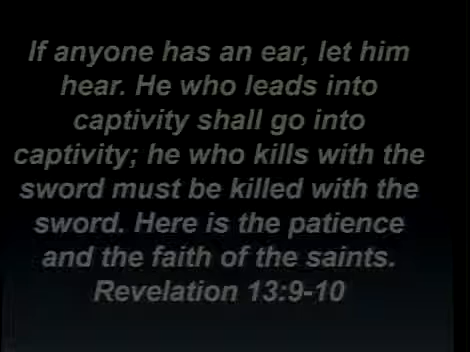 If anyone has an ear, let him
hear. He who leads into
captivity shall go into
captivity; he who kills with the
sword must be killed with the
sword. Here is the patience
and the faith of the saints.
Revelation 13:9-10